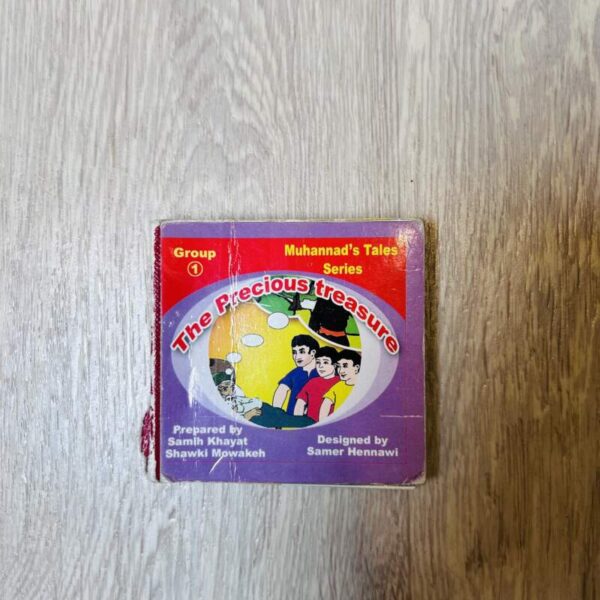 Group
1
Muhannad's Tales
Series
The Precious treasure
Prepared by
Samih Khayat
Shawki Mowakeh
Designed by
Samer Hennawi